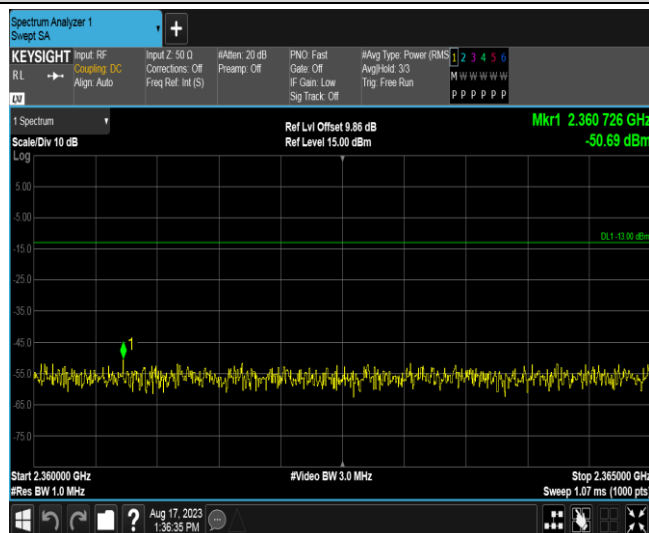 Spectrum Analyzer 1
Swept SA
+
KEYSIGHT Input: RF Input Z: 50 Ω #Atten: 20 dB PNO: Fast #Avg Type: Power (RMS 1 2 3 4 5 6
RL Coupling: DC Corrections: Off Preamp: Off Gate: Off Avg|Hold: 3/3 M W W W W W
Align: Auto Freq Ref: Int (S) IF Gain: Low Trig: Free Run
Sig Track: Off P P P P P P
LXI
1 Spectrum Ref Lvl Offset 9.86 dB Mkr1 2.360 726 GHz
Scale/Div 10 dB Ref Level 15.00 dBm -50.69 dBm
Log
5.00
-5.00
DL1 -13.00 dBm
-15.0
-25.0
-35.0
-45.0
1
-55.0
-65.0
-75.0
Start 2.360000 GHz #Video BW 3.0 MHz Stop 2.365000 GHz
#Res BW 1.0 MHz Sweep 1.07 ms (1000 pts)
? Aug 17, 2023
1:36:35 PM